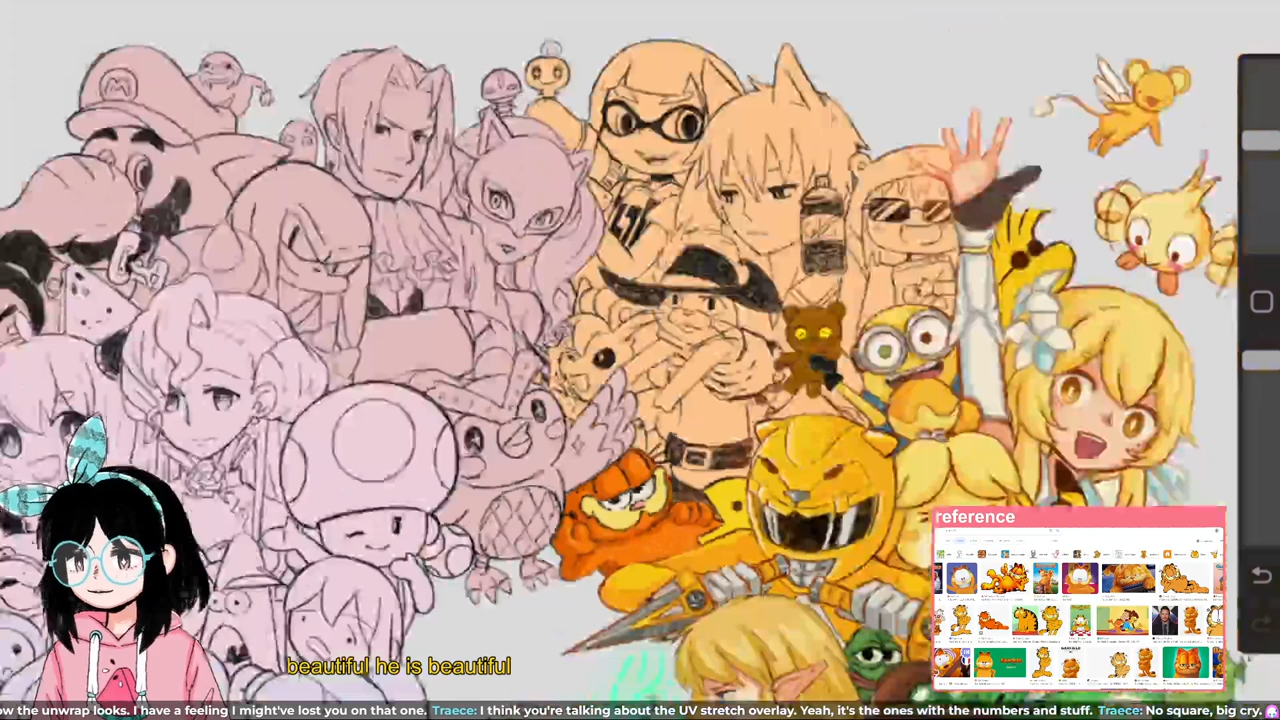 M
reference
beautiful he is beautiful
ow the unwrap looks. I have a feeling I might've lost you on that one. Traece: I think you're talking about the UV stretch overlay. Yeah, it's the ones with the numbers and stuff. Traece: No square, big cry.